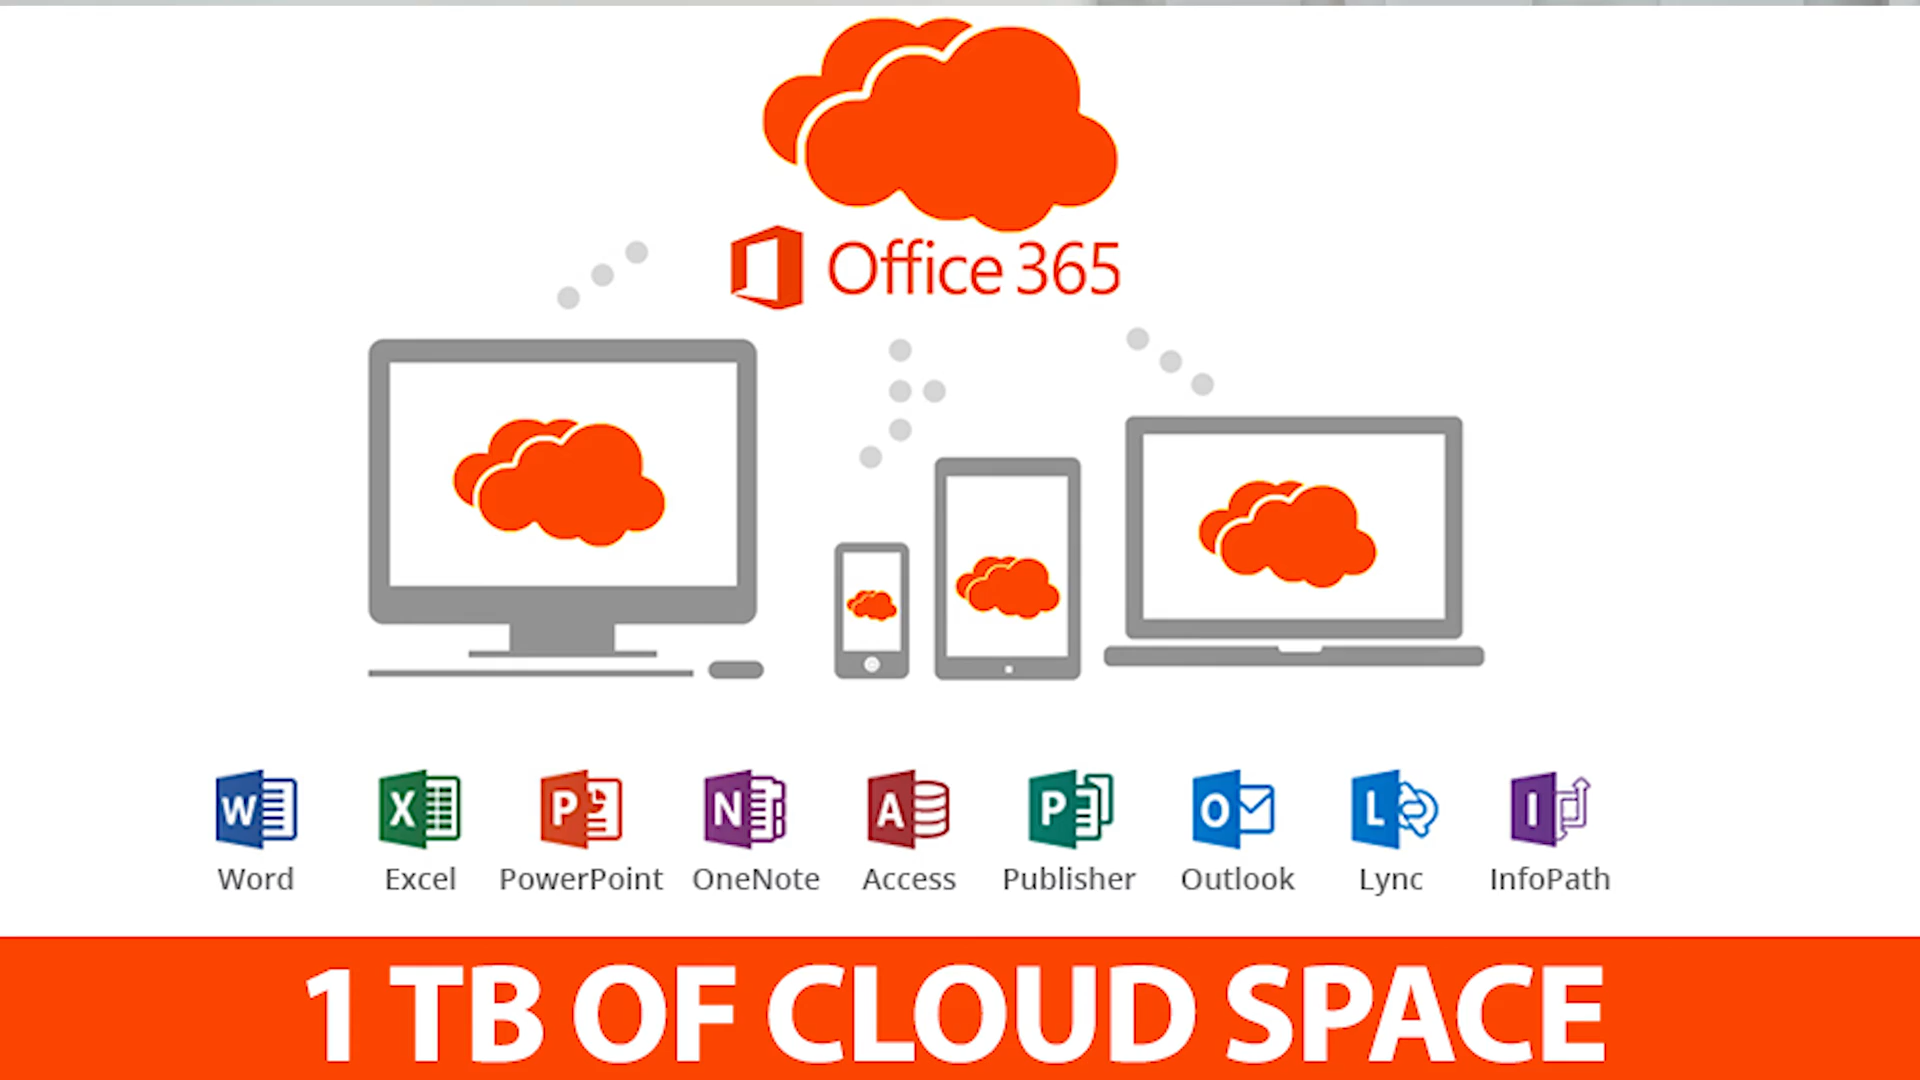 Office 365
Word Excel PowerPoint OneNote Access Publisher Outlook Lync InfoPath
1 TB OF CLOUD SPACE